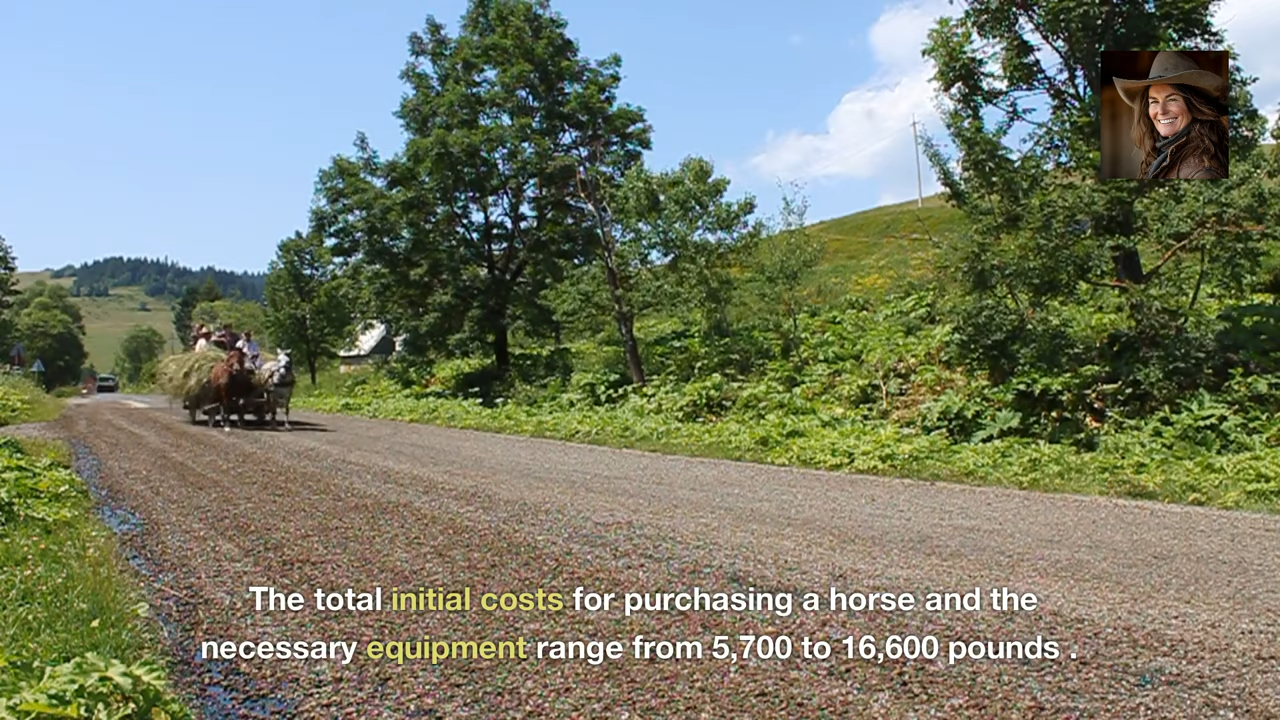 The total initial costs for purchasing a horse and the
necessary equipment range from 5,700 to 16,600 pounds .